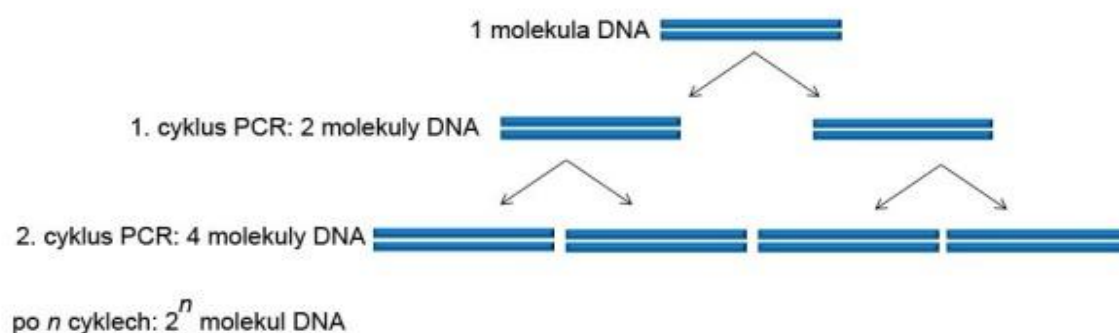 1 molekula DNA
1. cyklus PCR: 2 molekuly DNA
2. cyklus PCR: 4 molekuly DNA
po n cyklech: 2^n molekul DNA